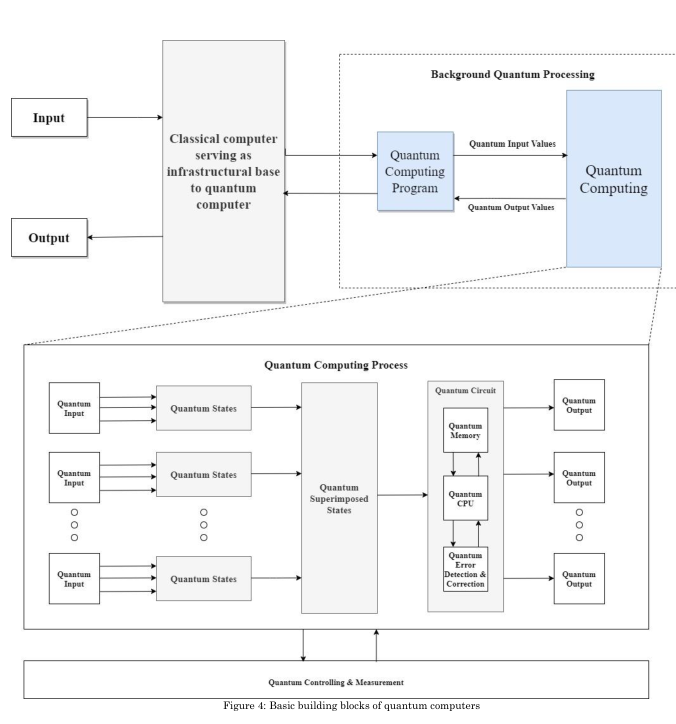 Background Quantum Processing
Input
Classical computer
serving as
infrastructural base
to quantum
computer
Output
Quantum
Computing
Program
Quantum Input Values
Quantum Output Values
Quantum
Computing
Quantum Computing Process
Quantum
Input
Quantum States
Quantum
Input
Quantum States
Quantum
Input
Quantum States
Quantum
Superimposed
States
Quantum Circuit
Quantum
Memory
Quantum
CPU
Quantum
Error
Detection &
Correction
Quantum
Output
Quantum
Output
Quantum
Output
Quantum Controlling & Measurement
Figure 4: Basic building blocks of quantum computers